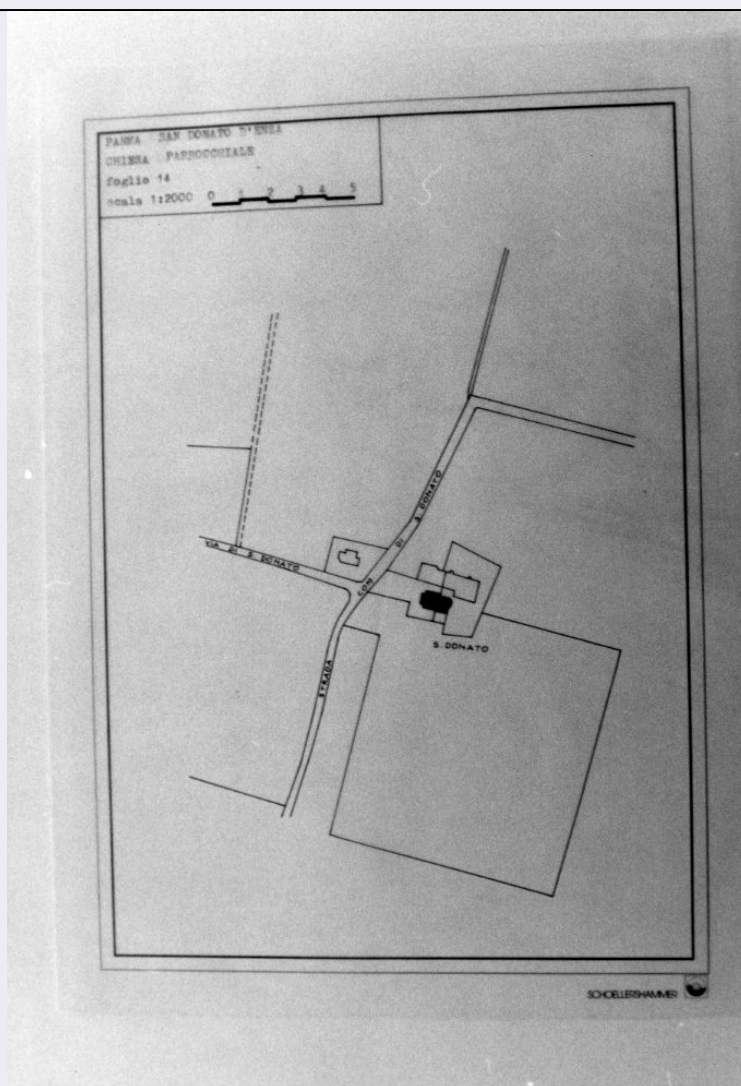 PARMA SAN DONATO D'ENZA
CHIESA PARROCCHIALE
foglio 14
scala 1:2000 0 1 2 3 4 5
VIA DI S. DONATO
STRADA COM. DI S. DONATO
S. DONATO
SCHOELLERSHAMMER